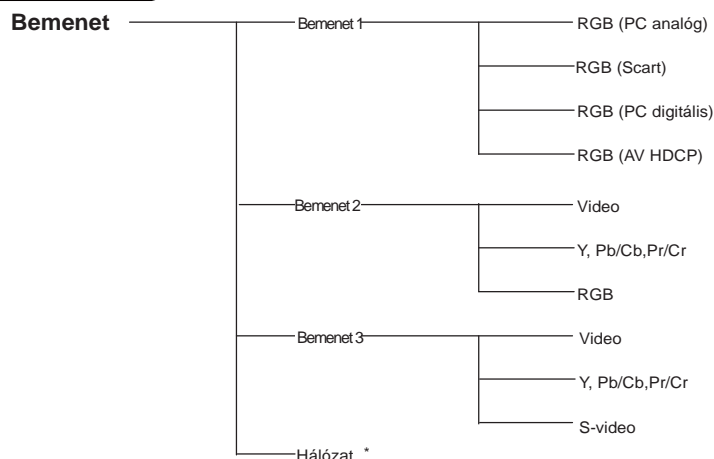 Bemenet
Bemenet 1
RGB (PC analóg)
RGB (Scart)
RGB (PC digitális)
RGB (AV HDCP)
Bemenet 2
Video
Y, Pb/Cb,Pr/Cr
RGB
Bemenet 3
Video
Y, Pb/Cb,Pr/Cr
S-video
Hálózat *